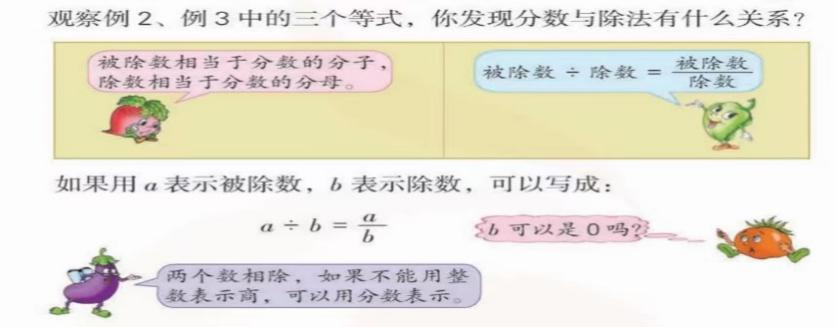 观察例2、例3中的三个等式，你发现分数与除法有什么关系？
被除数相当于分数的分子，
除数相当于分数的分母。
被除数 ÷ 除数 = 被除数/除数
如果用 a 表示被除数，b 表示除数，可以写成：
a ÷ b = a/b
b 可以是0吗？
两个数相除，如果不能用整
数表示商，可以用分数表示。